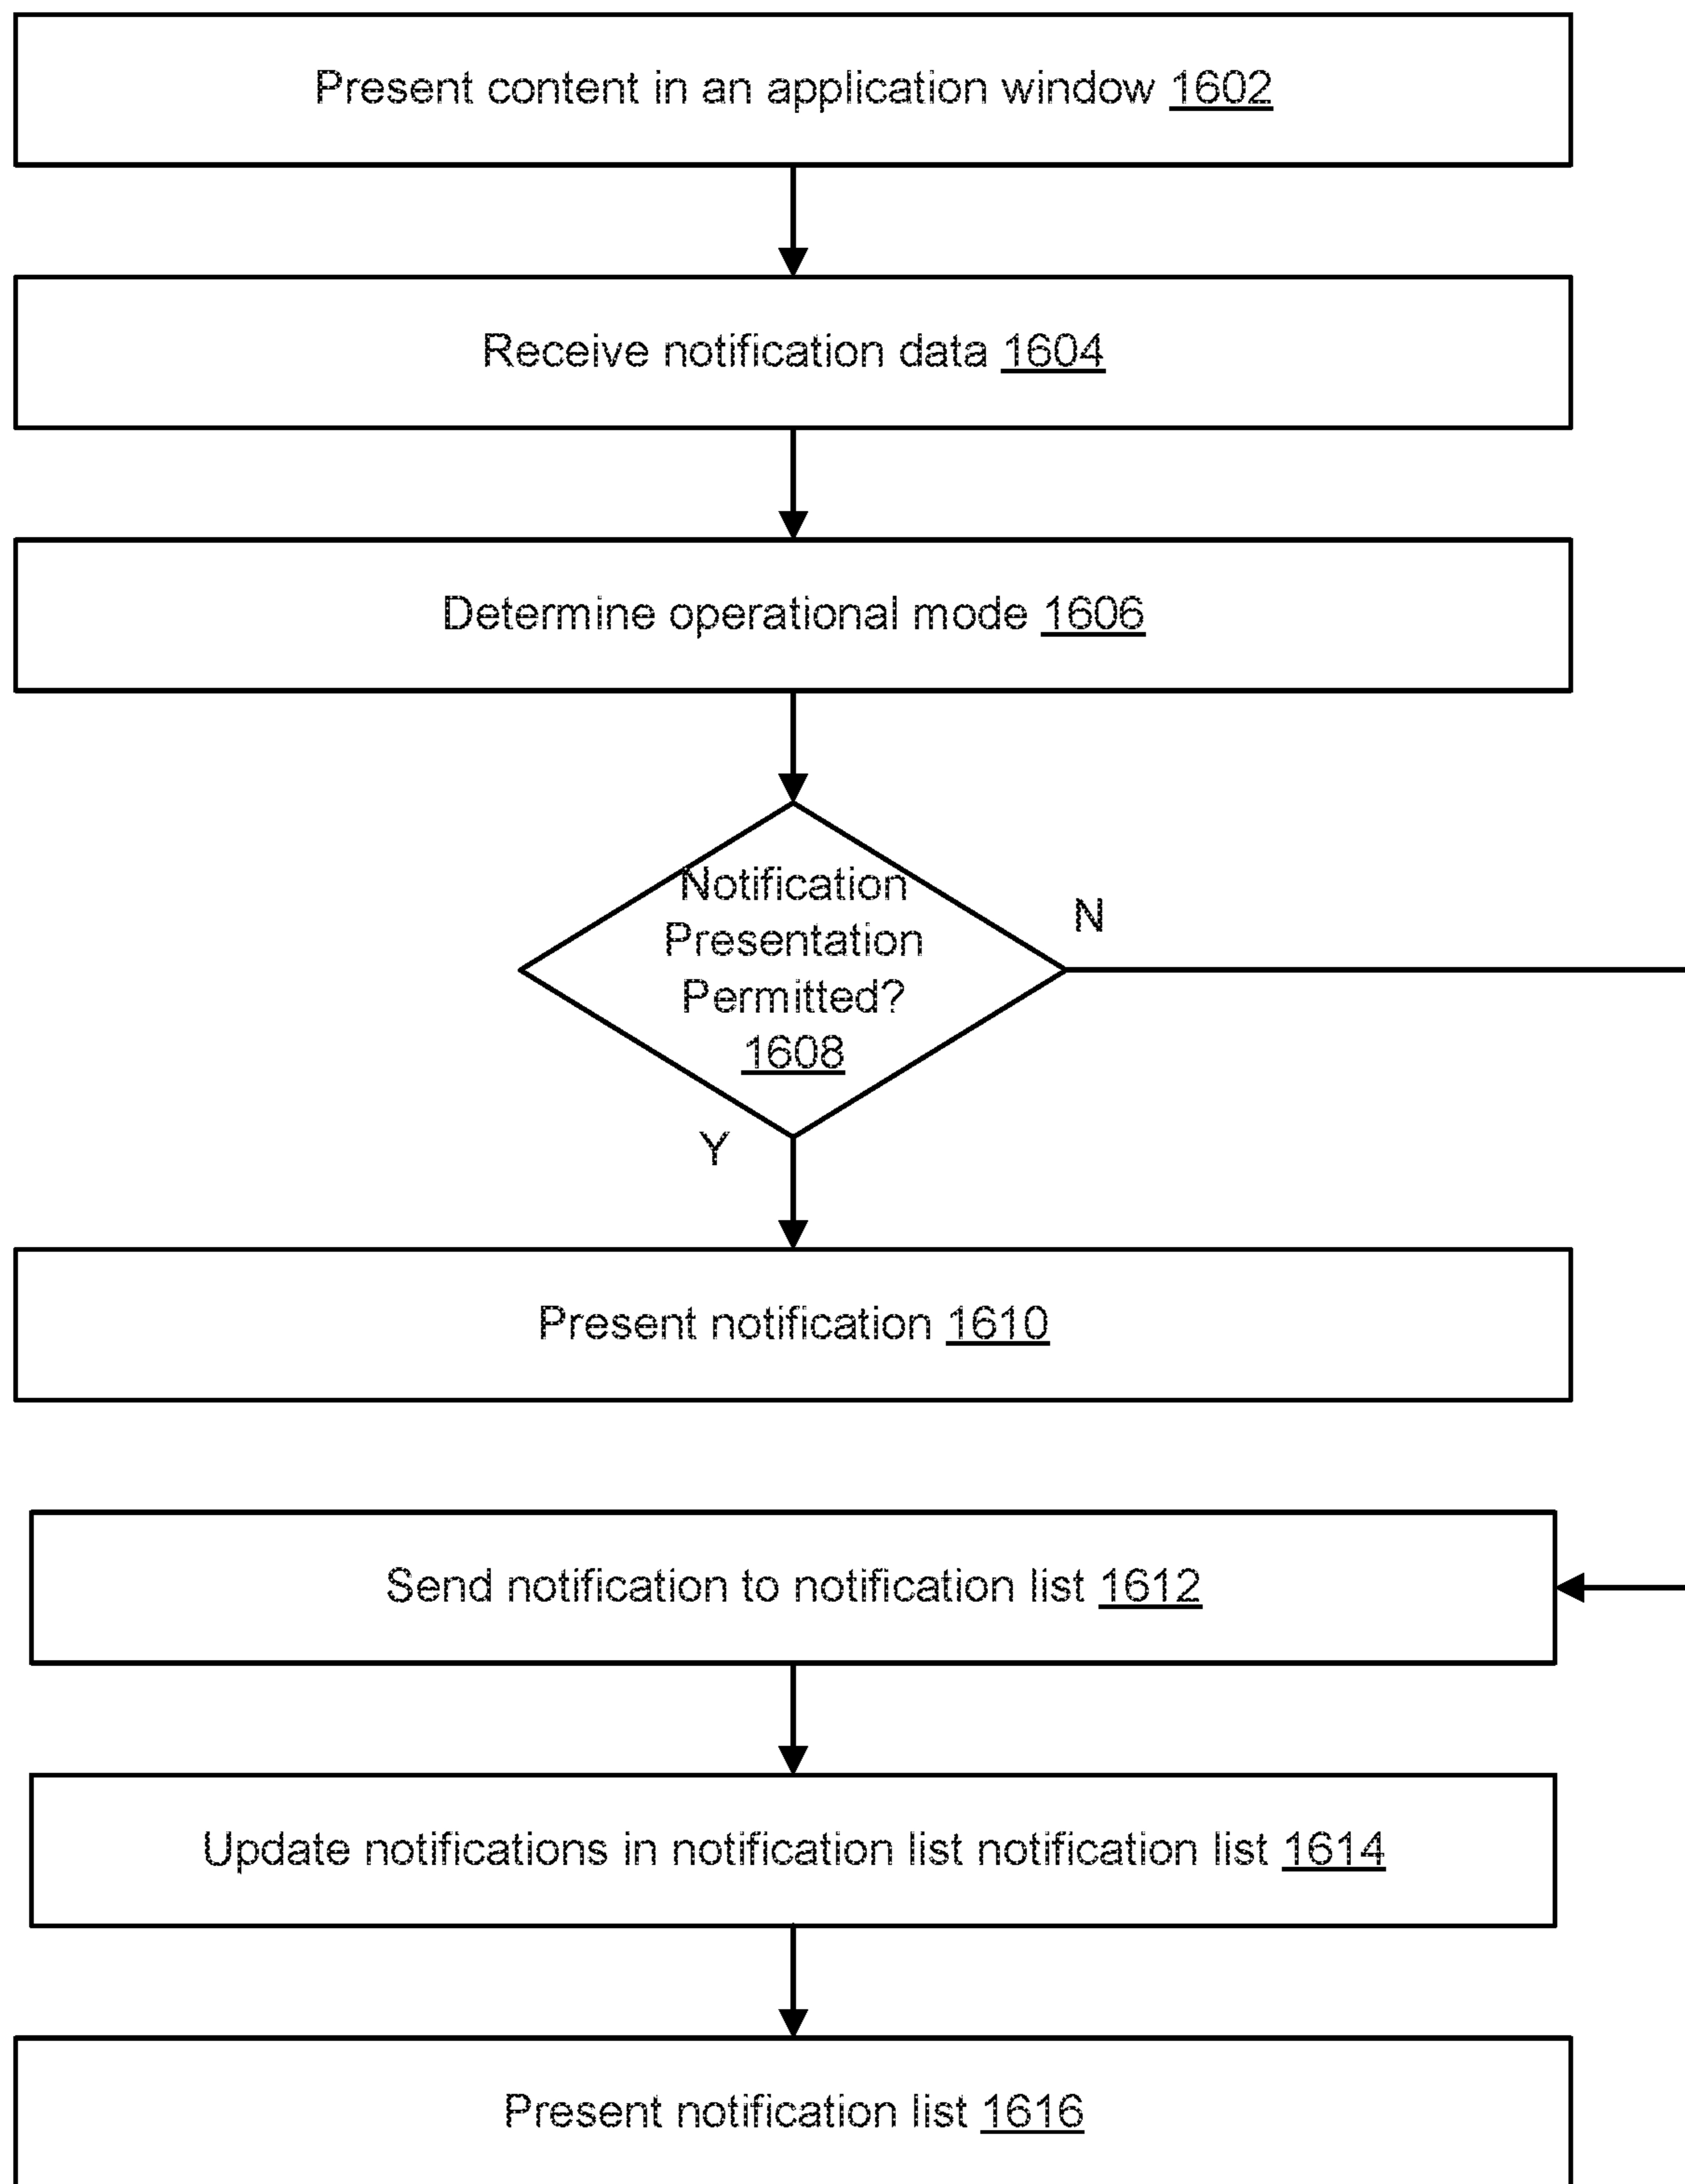 Present content in an application window 1602
Receive notification data 1604
Determine operational mode 1606
Notification
Presentation
Permitted?
1608
N
Y
Present notification 1610
Send notification to notification list 1612
Update notifications in notification list notification list 1614
Present notification list 1616